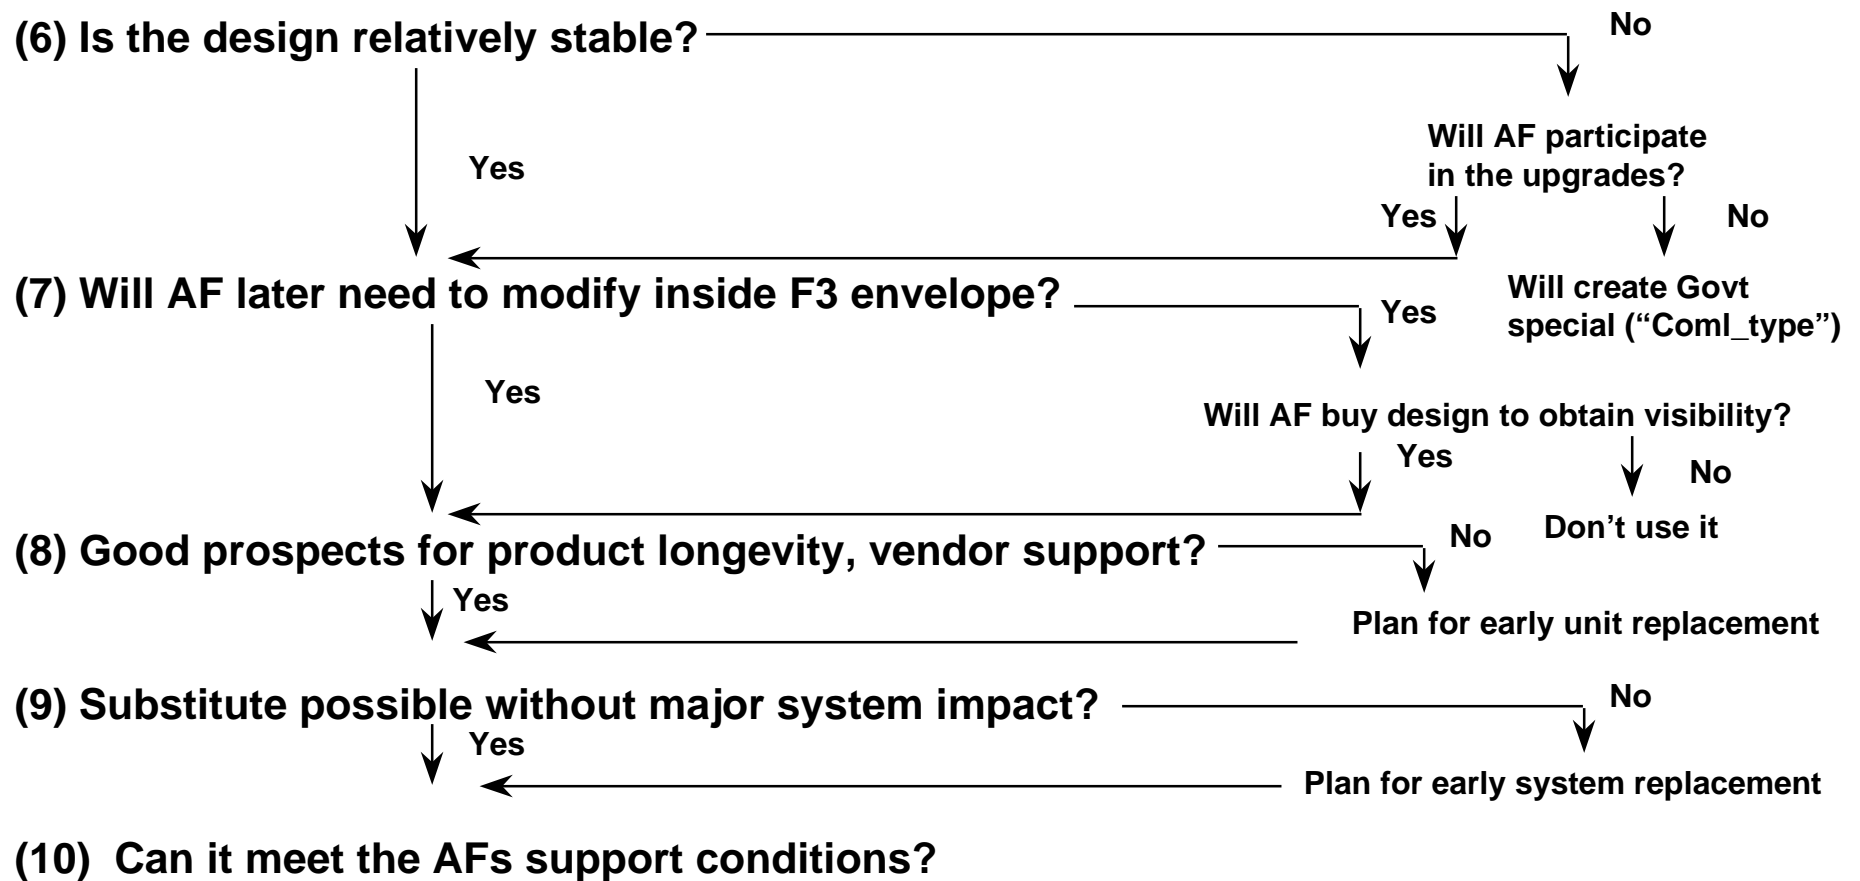 (6) Is the design relatively stable?
No
Will AF participate
in the upgrades?
Yes
Yes
No
(7) Will AF later need to modify inside F3 envelope?
Yes
Will create Govt
special (“Coml_type”)
Yes
Will AF buy design to obtain visibility?
Yes
No
Don’t use it
(8) Good prospects for product longevity, vendor support?
No
Yes
Plan for early unit replacement
(9) Substitute possible without major system impact?
No
Yes
Plan for early system replacement
(10) Can it meet the AFs support conditions?